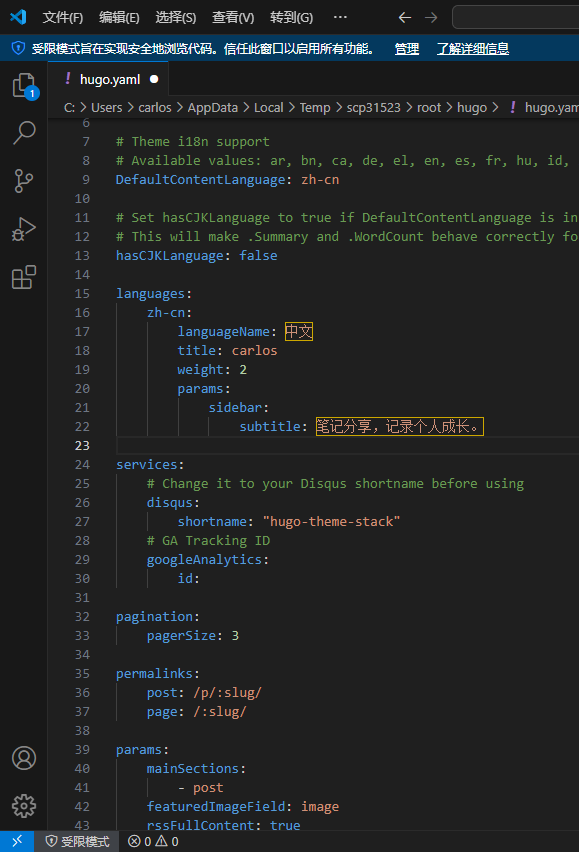 文件(F) 编辑(E) 选择(S) 查看(V) 转到(G) ···
受限模式旨在实现安全地浏览代码。信任此窗口以启用所有功能。 管理 了解详细信息
! hugo.yaml
1
C: > Users > carlos > AppData > Local > Temp > scp31523 > root > hugo > ! hugo.yam
6
7 # Theme i18n support
8 # Available values: ar, bn, ca, de, el, en, es, fr, hu, id,
9 DefaultContentLanguage: zh-cn
10
11 # Set hasCJKLanguage to true if DefaultContentLanguage is in
12 # This will make .Summary and .WordCount behave correctly fo
13 hasCJKLanguage: false
14
15 languages:
16 zh-cn:
17 languageName: 中文
18 title: carlos
19 weight: 2
20 params:
21 sidebar:
22 subtitle: 笔记分享，记录个人成长。
23
24 services:
25 # Change it to your Disqus shortname before using
26 disqus:
27 shortname: "hugo-theme-stack"
28 # GA Tracking ID
29 googleAnalytics:
30 id:
31
32 pagination:
33 pagerSize: 3
34
35 permalinks:
36 post: /p/:slug/
37 page: /:slug/
38
39 params:
40 mainSections:
41 - post
42 featuredImageField: image
43 rssFullContent: true
受限模式 0 0